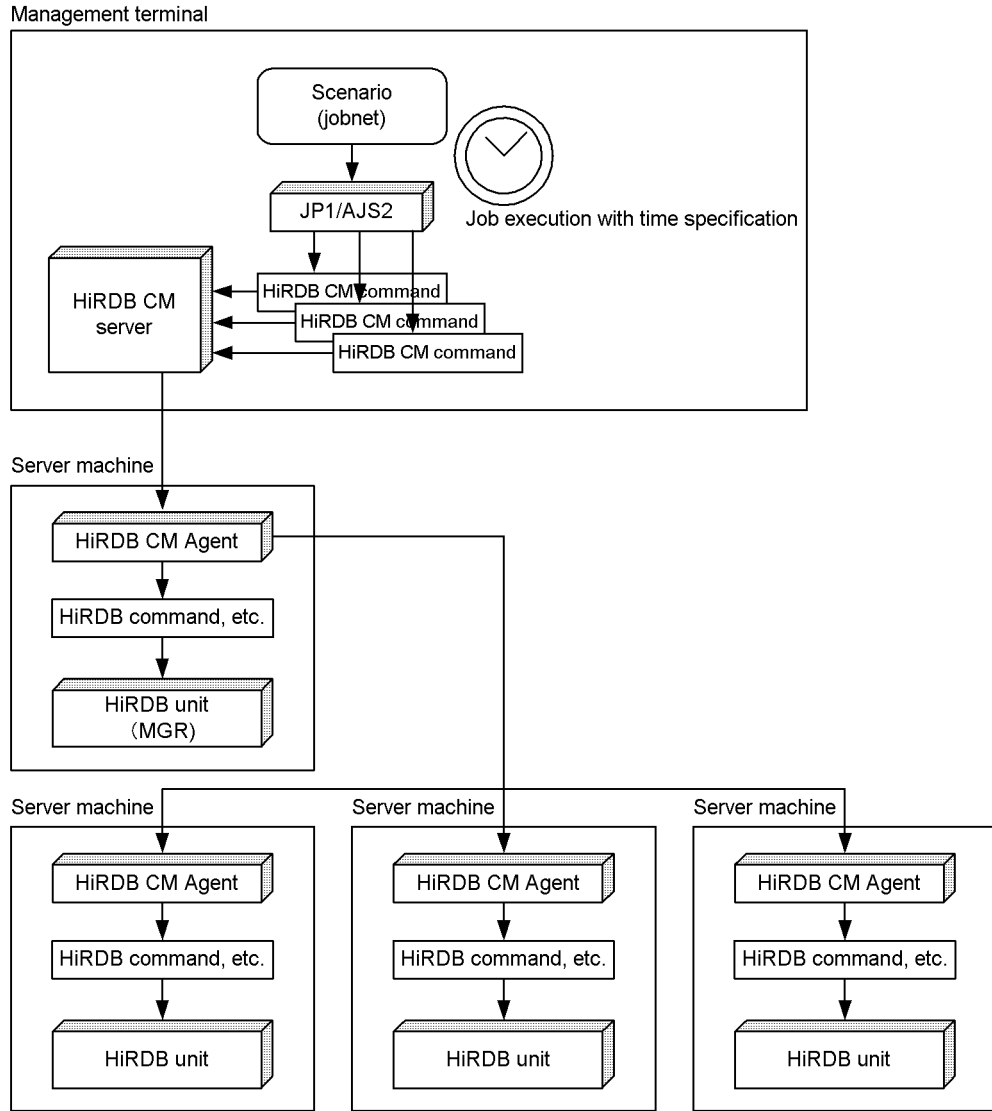 Management terminal
Scenario
(jobnet)
JP1/AJS2
Job execution with time specification
HiRDB CM
server
HiRDB CM command
HiRDB CM command
HiRDB CM command
Server machine
HiRDB CM Agent
HiRDB command, etc.
HiRDB unit
(MGR)
Server machine
Server machine
Server machine
HiRDB CM Agent
HiRDB CM Agent
HiRDB CM Agent
HiRDB command, etc.
HiRDB command, etc.
HiRDB command, etc.
HiRDB unit
HiRDB unit
HiRDB unit